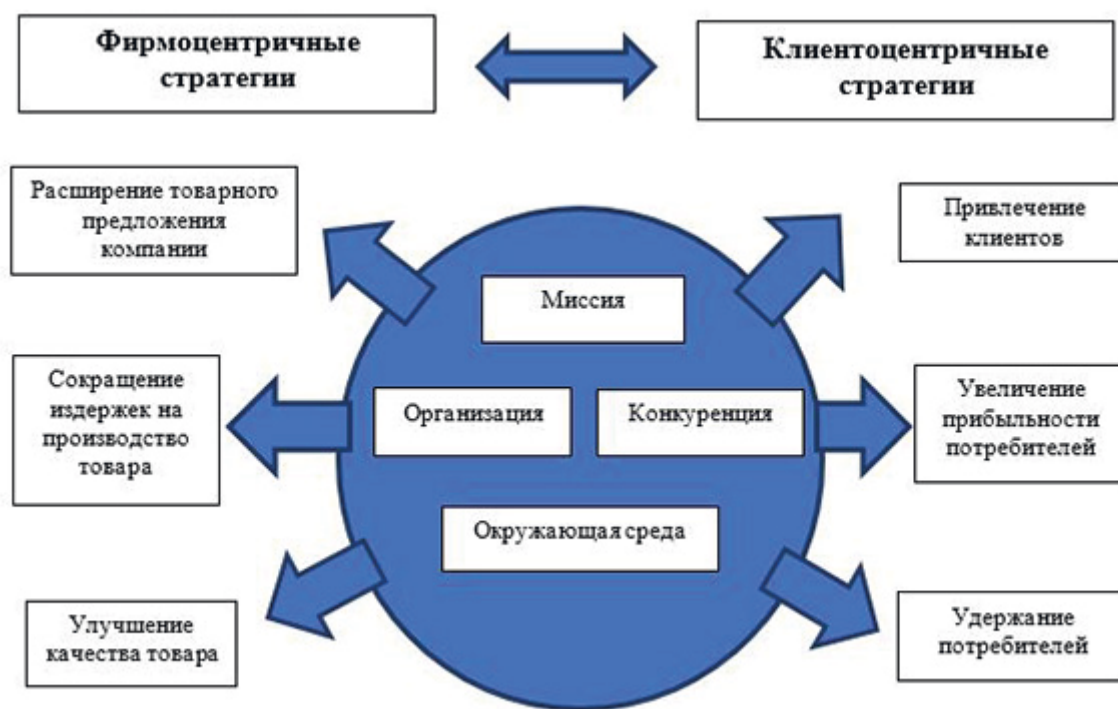 Фирмоцентричные
стратегии
Клиентоцентричные
стратегии
Расширение товарного
предложения
компании
Привлечение
клиентов
Миссия
Сокращение
издержек на
производство
товара
Организация
Конкуренция
Увеличение
прибыльности
потребителей
Окружающая среда
Улучшение
качества товара
Удержание
потребителей